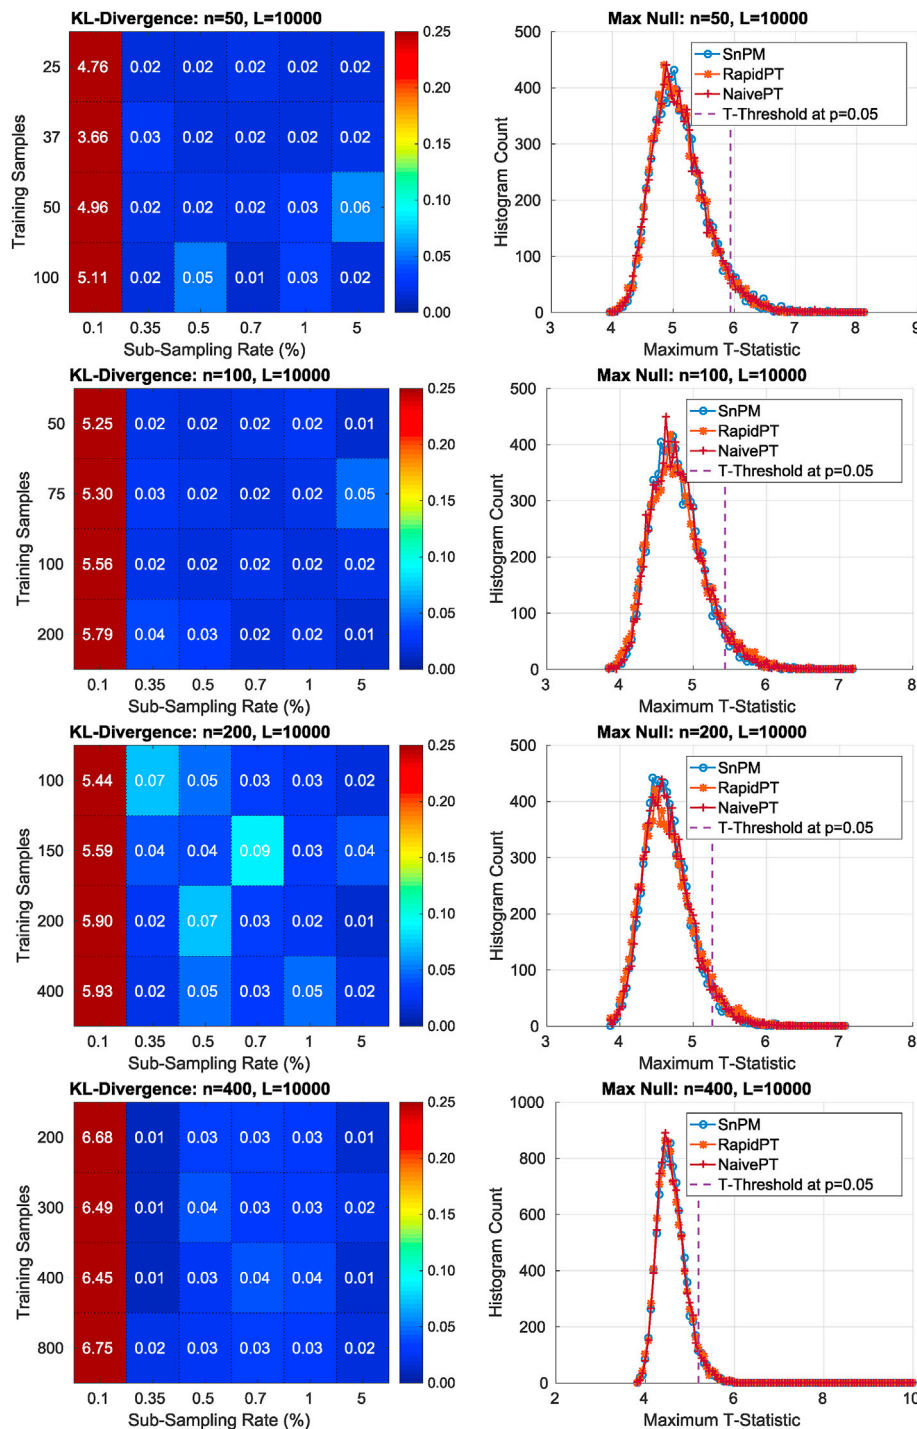 KL-Divergence: n=50, L=10000
Training Samples
25 4.76 0.02 0.02 0.02 0.02 0.02
37 3.66 0.03 0.02 0.02 0.02 0.02
50 4.96 0.02 0.02 0.02 0.03 0.06
100 5.11 0.02 0.05 0.01 0.03 0.02
0.1 0.35 0.5 0.7 1 5
Sub-Sampling Rate (%)
0.25
0.20
0.15
0.10
0.05
0.00
Max Null: n=50, L=10000
Histogram Count
500
400
300
200
100
0
SnPM
RapidPT
NaivePT
T-Threshold at p=0.05
3 4 5 6 7 8 9
Maximum T-Statistic
KL-Divergence: n=100, L=10000
Training Samples
50 5.25 0.02 0.02 0.02 0.02 0.01
75 5.30 0.03 0.02 0.02 0.02 0.05
100 5.56 0.02 0.02 0.02 0.02 0.02
200 5.79 0.04 0.03 0.02 0.02 0.01
0.1 0.35 0.5 0.7 1 5
Sub-Sampling Rate (%)
0.25
0.20
0.15
0.10
0.05
0.00
Max Null: n=100, L=10000
Histogram Count
500
400
300
200
100
0
SnPM
RapidPT
NaivePT
T-Threshold at p=0.05
3 4 5 6 7 8
Maximum T-Statistic
KL-Divergence: n=200, L=10000
Training Samples
100 5.44 0.07 0.05 0.03 0.03 0.02
150 5.59 0.04 0.04 0.09 0.03 0.04
200 5.90 0.02 0.07 0.03 0.02 0.01
400 5.93 0.02 0.05 0.03 0.05 0.02
0.1 0.35 0.5 0.7 1 5
Sub-Sampling Rate (%)
0.25
0.20
0.15
0.10
0.05
0.00
Max Null: n=200, L=10000
Histogram Count
500
400
300
200
100
0
SnPM
RapidPT
NaivePT
T-Threshold at p=0.05
3 4 5 6 7 8
Maximum T-Statistic
KL-Divergence: n=400, L=10000
Training Samples
200 6.68 0.01 0.03 0.03 0.03 0.01
300 6.49 0.01 0.04 0.03 0.03 0.02
400 6.45 0.01 0.03 0.04 0.04 0.01
800 6.75 0.02 0.03 0.03 0.03 0.02
0.1 0.35 0.5 0.7 1 5
Sub-Sampling Rate (%)
0.25
0.20
0.15
0.10
0.05
0.00
Max Null: n=400, L=10000
Histogram Count
1000
800
600
400
200
0
SnPM
RapidPT
NaivePT
T-Threshold at p=0.05
2 4 6 8 10
Maximum T-Statistic